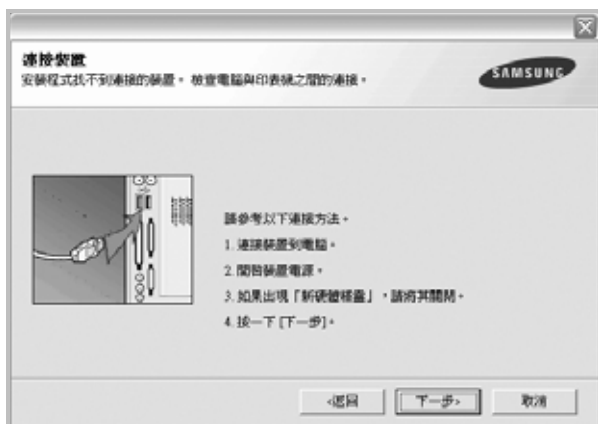 連接裝置
安裝程式找不到連接的裝置。檢查電腦與印表機之間的連接。
SAMSUNG
請參考以下連接方法。
1. 連接裝置到電腦。
2. 開啟裝置電源。
3. 如果出現「新硬體精靈」，請將其關閉。
4. 按一下 [下一步]。
<返回
下一步>
取消